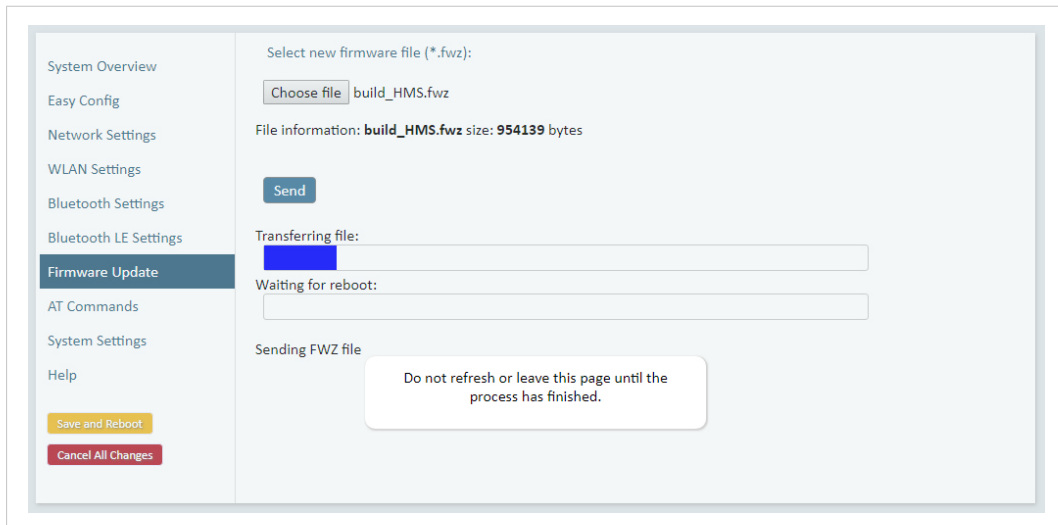 System Overview
Easy Config
Network Settings
WLAN Settings
Bluetooth Settings
Bluetooth LE Settings
Firmware Update
AT Commands
System Settings
Help
Save and Reboot
Cancel All Changes
Select new firmware file (*.fwz):
Choose file build_HMS.fwz
File information: build_HMS.fwz size: 954139 bytes
Send
Transferring file:
Waiting for reboot:
Sending FWZ file
Do not refresh or leave this page until the
process has finished.